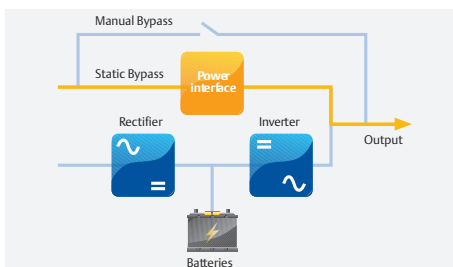 Manual Bypass
Static Bypass
Power
interface
Rectifier
Inverter
Output
Batteries